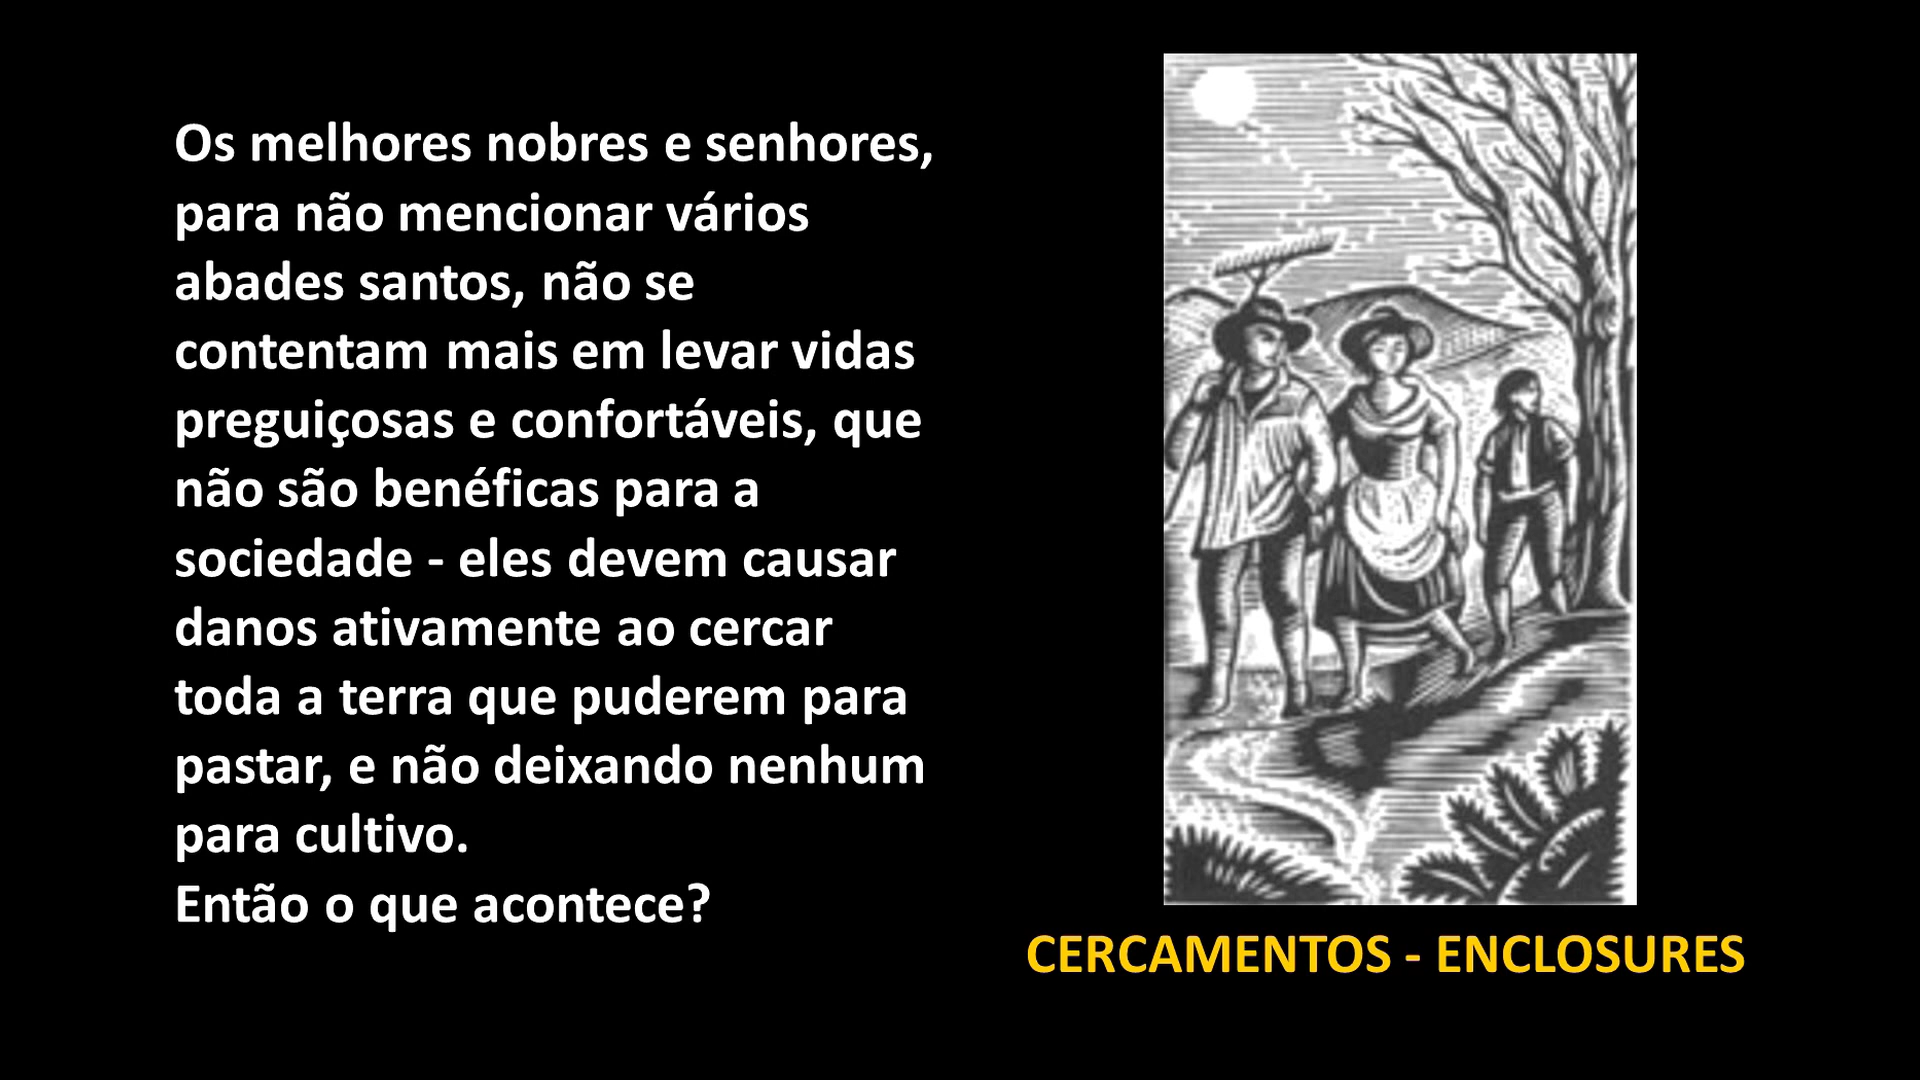 Os melhores nobres e senhores,
para não mencionar vários
abades santos, não se
contentam mais em levar vidas
preguiçosas e confortáveis, que
não são benéficas para a
sociedade - eles devem causar
danos ativamente ao cercar
toda a terra que puderem para
pastar, e não deixando nenhum
para cultivo.
Então o que acontece?
CERCAMENTOS - ENCLOSURES